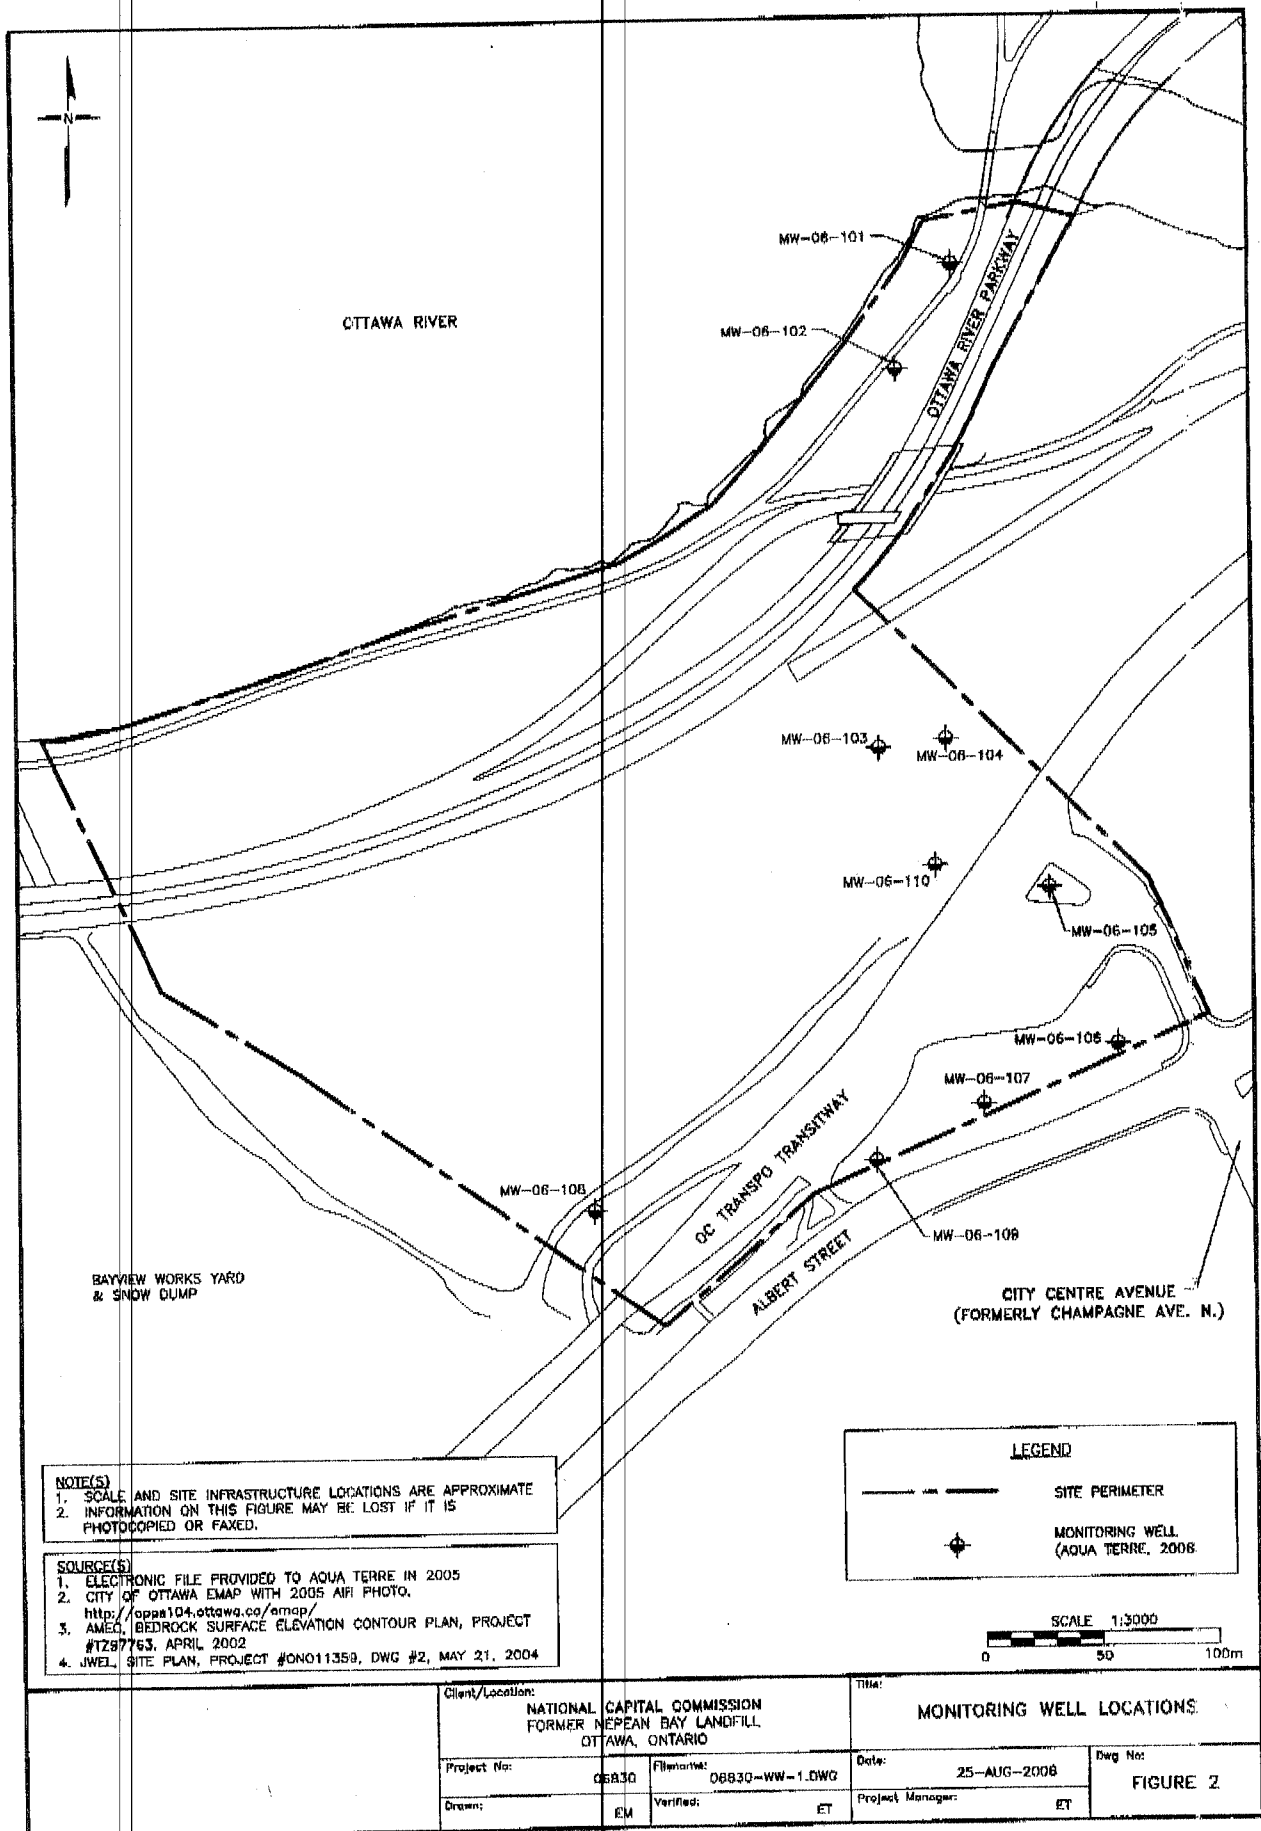 N
OTTAWA RIVER
MW-06-101
MW-06-102
OTTAWA RIVER PARKWAY
MW-06-103
MW-06-104
MW-06-110
MW-06-105
MW-06-106
MW-06-107
MW-06-108
OC TRANSPO TRANSITWAY
MW-06-109
ALBERT STREET
BAYVIEW WORKS YARD
& SNOW DUMP
CITY CENTRE AVENUE
(FORMERLY CHAMPAGNE AVE. N.)
LEGEND
SITE PERIMETER
MONITORING WELL
(AQUA TERRE, 2006
SCALE 1:3000
0 50 100m
NOTE(S)
1. SCALE AND SITE INFRASTRUCTURE LOCATIONS ARE APPROXIMATE
2. INFORMATION ON THIS FIGURE MAY BE LOST IF IT IS
PHOTOCOPIED OR FAXED.
SOURCE(S)
1. ELECTRONIC FILE PROVIDED TO AQUA TERRE IN 2005
2. CITY OF OTTAWA EMAP WITH 2005 AIR PHOTO.
http://apps104.ottawa.ca/emap/
3. AMEC, BEDROCK SURFACE ELEVATION CONTOUR PLAN, PROJECT
APRIL 2002
4. JWEL, SITE PLAN, PROJECT #ONO11359, DWG #2, MAY 21, 2004
Client/Location:
NATIONAL CAPITAL COMMISSION
FORMER NEPEAN BAY LANDFILL
OTTAWA, ONTARIO
Title:
MONITORING WELL LOCATIONS
Project No: 06830
Filename: 06830-WW-1.DWG
Date: 25-AUG-2006
Dwg No:
FIGURE 2
Drawn: EM
Verified: ET
Project Manager: ET